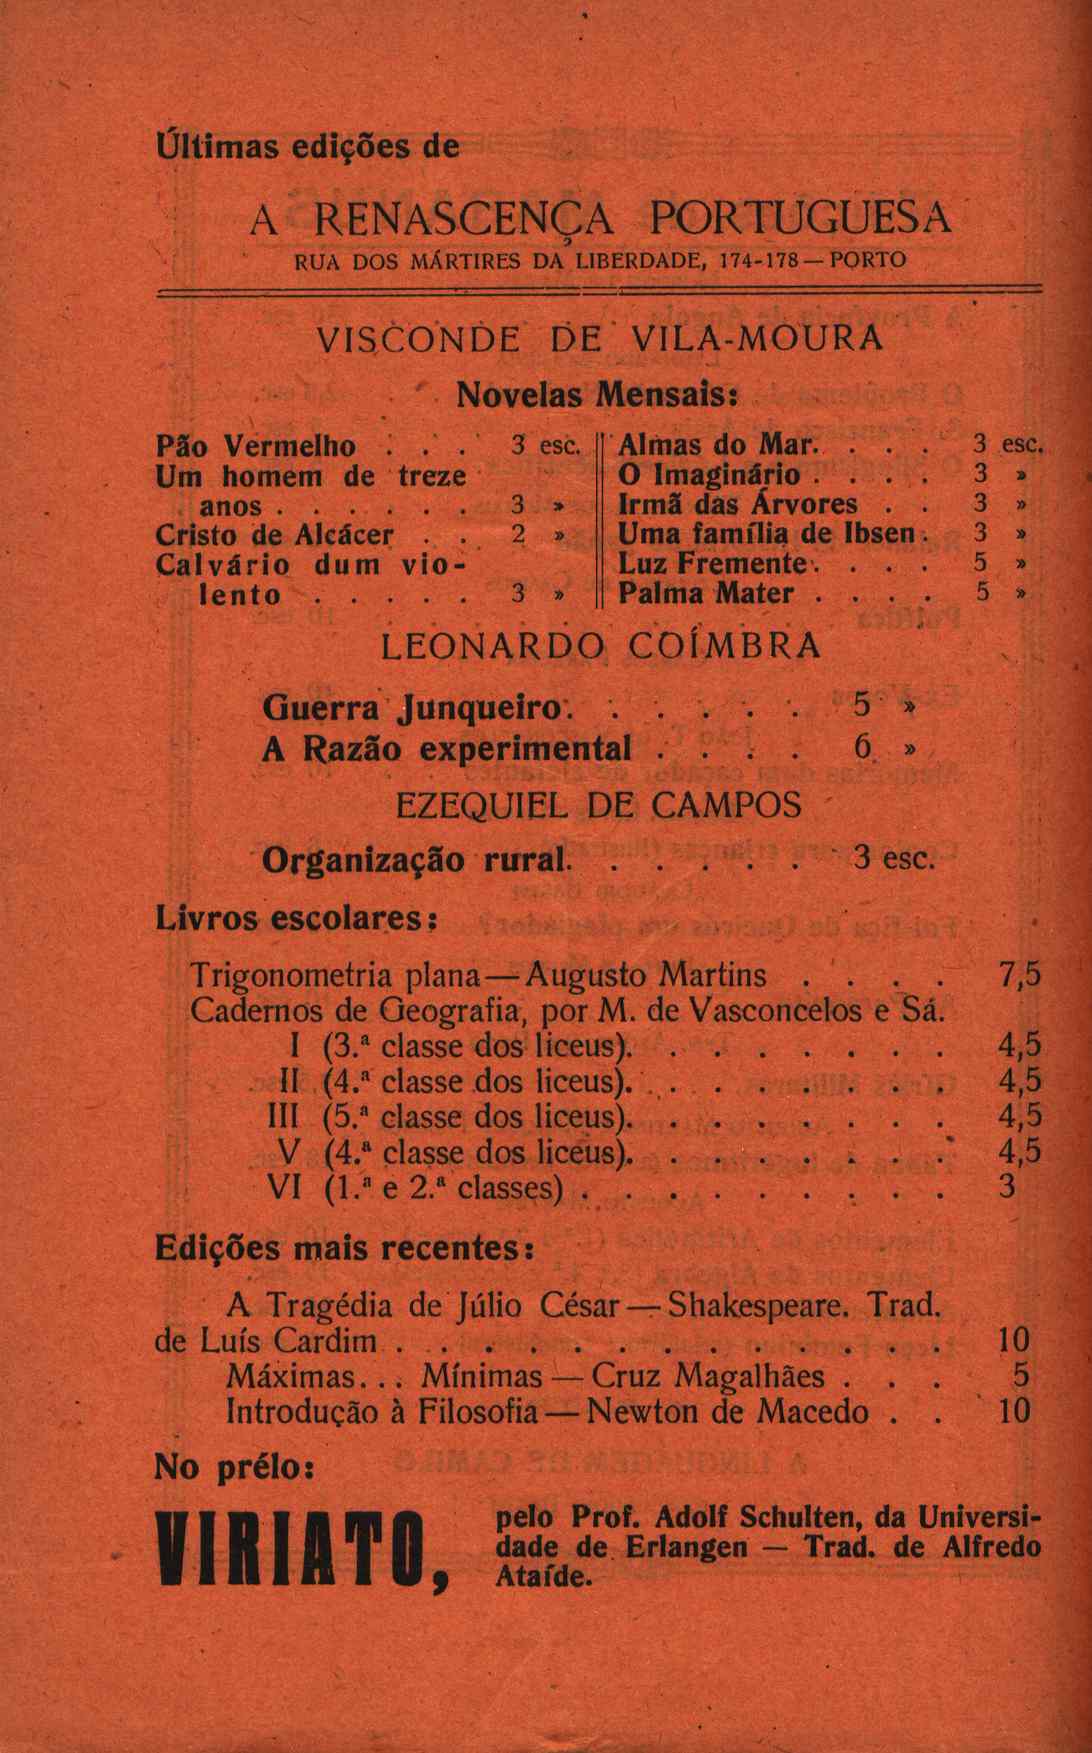 Últimas edições de
A RENASCENÇA PORTUGUESA
RUA DOS MÁRTIRES DA LIBERDADE, 174-178 — PORTO
VISCONDE DE VILA-MOURA
Novelas Mensais:
Pão Vermelho . . . 3 esc.
Um homem de treze
anos . . . . . . 3 »
Cristo de Alcácer . . 2 »
Calvário dum vio-
lento . . . . . 3 »
Almas do Mar. . . . 3 esc.
O Imaginário . . . . 3 »
Irmã das Árvores . . 3 »
Uma família de Ibsen . 3 »
Luz Fremente . . . . 5 »
Palma Mater . . . . 5 »
LEONARDO COÍMBRA
Guerra Junqueiro. . . . . . 5 »
A Razão experimental . . . . 6 »
EZEQUIEL DE CAMPOS
Organização rural. . . . . . 3 esc.
Livros escolares:
Trigonometria plana — Augusto Martins . . . . 7,5
Cadernos de Geografia, por M. de Vasconcelos e Sá.
I (3.ª classe dos liceus). . . . . . . . 4,5
II (4.ª classe dos liceus). . . . . . . . 4,5
III (5.ª classe dos liceus). . . . . . . . 4,5
V (4.ª classe dos liceus). . . . . . . . 4,5
VI (1.ª e 2.ª classes) . . . . . . . . . 3
Edições mais recentes:
A Tragédia de Júlio César — Shakespeare. Trad.
de Luís Cardim . . . . . . . . . . . . . 10
Máximas... Mínimas — Cruz Magalhães . . . 5
Introdução à Filosofia — Newton de Macedo . . 10
No prélo:
VIRIATO,
pelo Prof. Adolf Schulten, da Universi-
dade de Erlangen — Trad. de Alfredo
Ataíde.